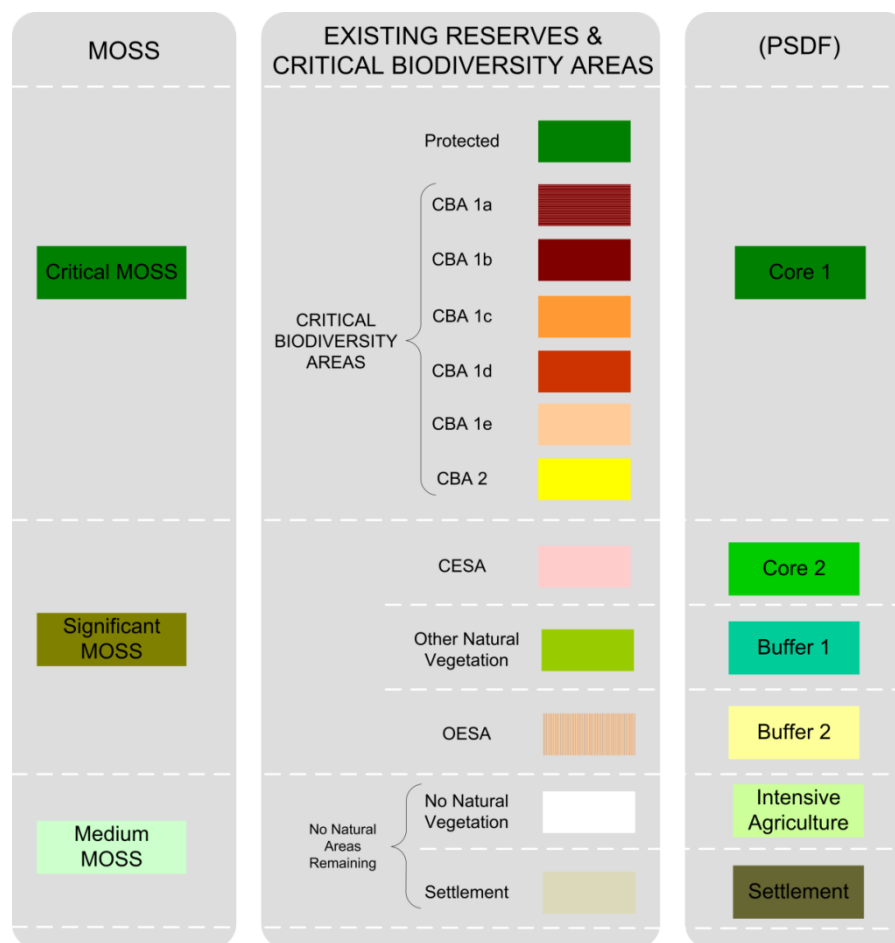 MOSS
EXISTING RESERVES &
CRITICAL BIODIVERSITY AREAS
(PSDF)
Protected
CBA 1a
CBA 1b
CBA 1c
CBA 1d
CBA 1e
CBA 2
CRITICAL
BIODIVERSITY
AREAS
Critical MOSS
Core 1
Significant
MOSS
CESA
Core 2
Other Natural
Vegetation
Buffer 1
OESA
Buffer 2
Medium
MOSS
No Natural
Areas
Remaining
No Natural
Vegetation
Intensive
Agriculture
Settlement
Settlement